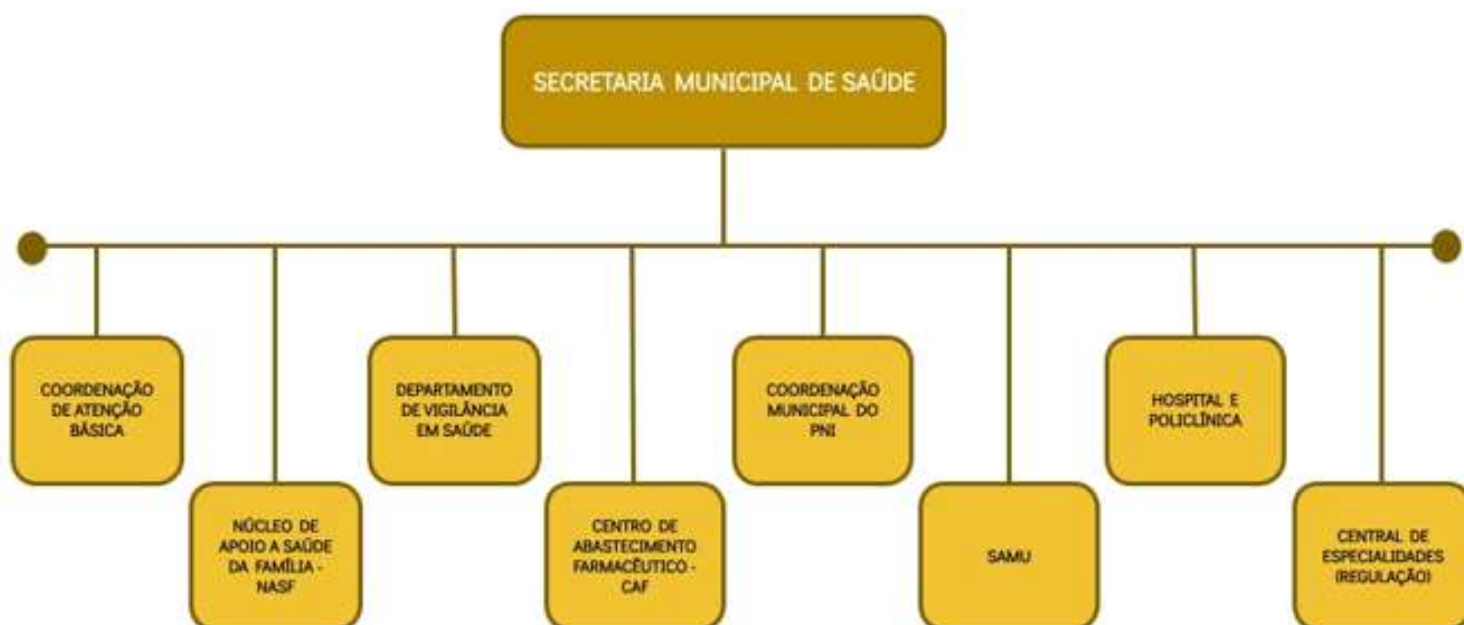 SECRETARIA MUNICIPAL DE SAÚDE
COORDENAÇÃO
DE ATENÇÃO
BÁSICA
NÚCLEO DE
APOIO A SAÚDE
DA FAMÍLIA -
NASF
DEPARTAMENTO
DE VIGILÂNCIA
EM SAÚDE
CENTRO DE
ABASTECIMENTO
FARMACÊUTICO -
CAF
COORDENAÇÃO
MUNICIPAL DO
PNI
SAMU
HOSPITAL E
POLICLÍNICA
CENTRAL DE
ESPECIALIDADES
(REGULAÇÃO)